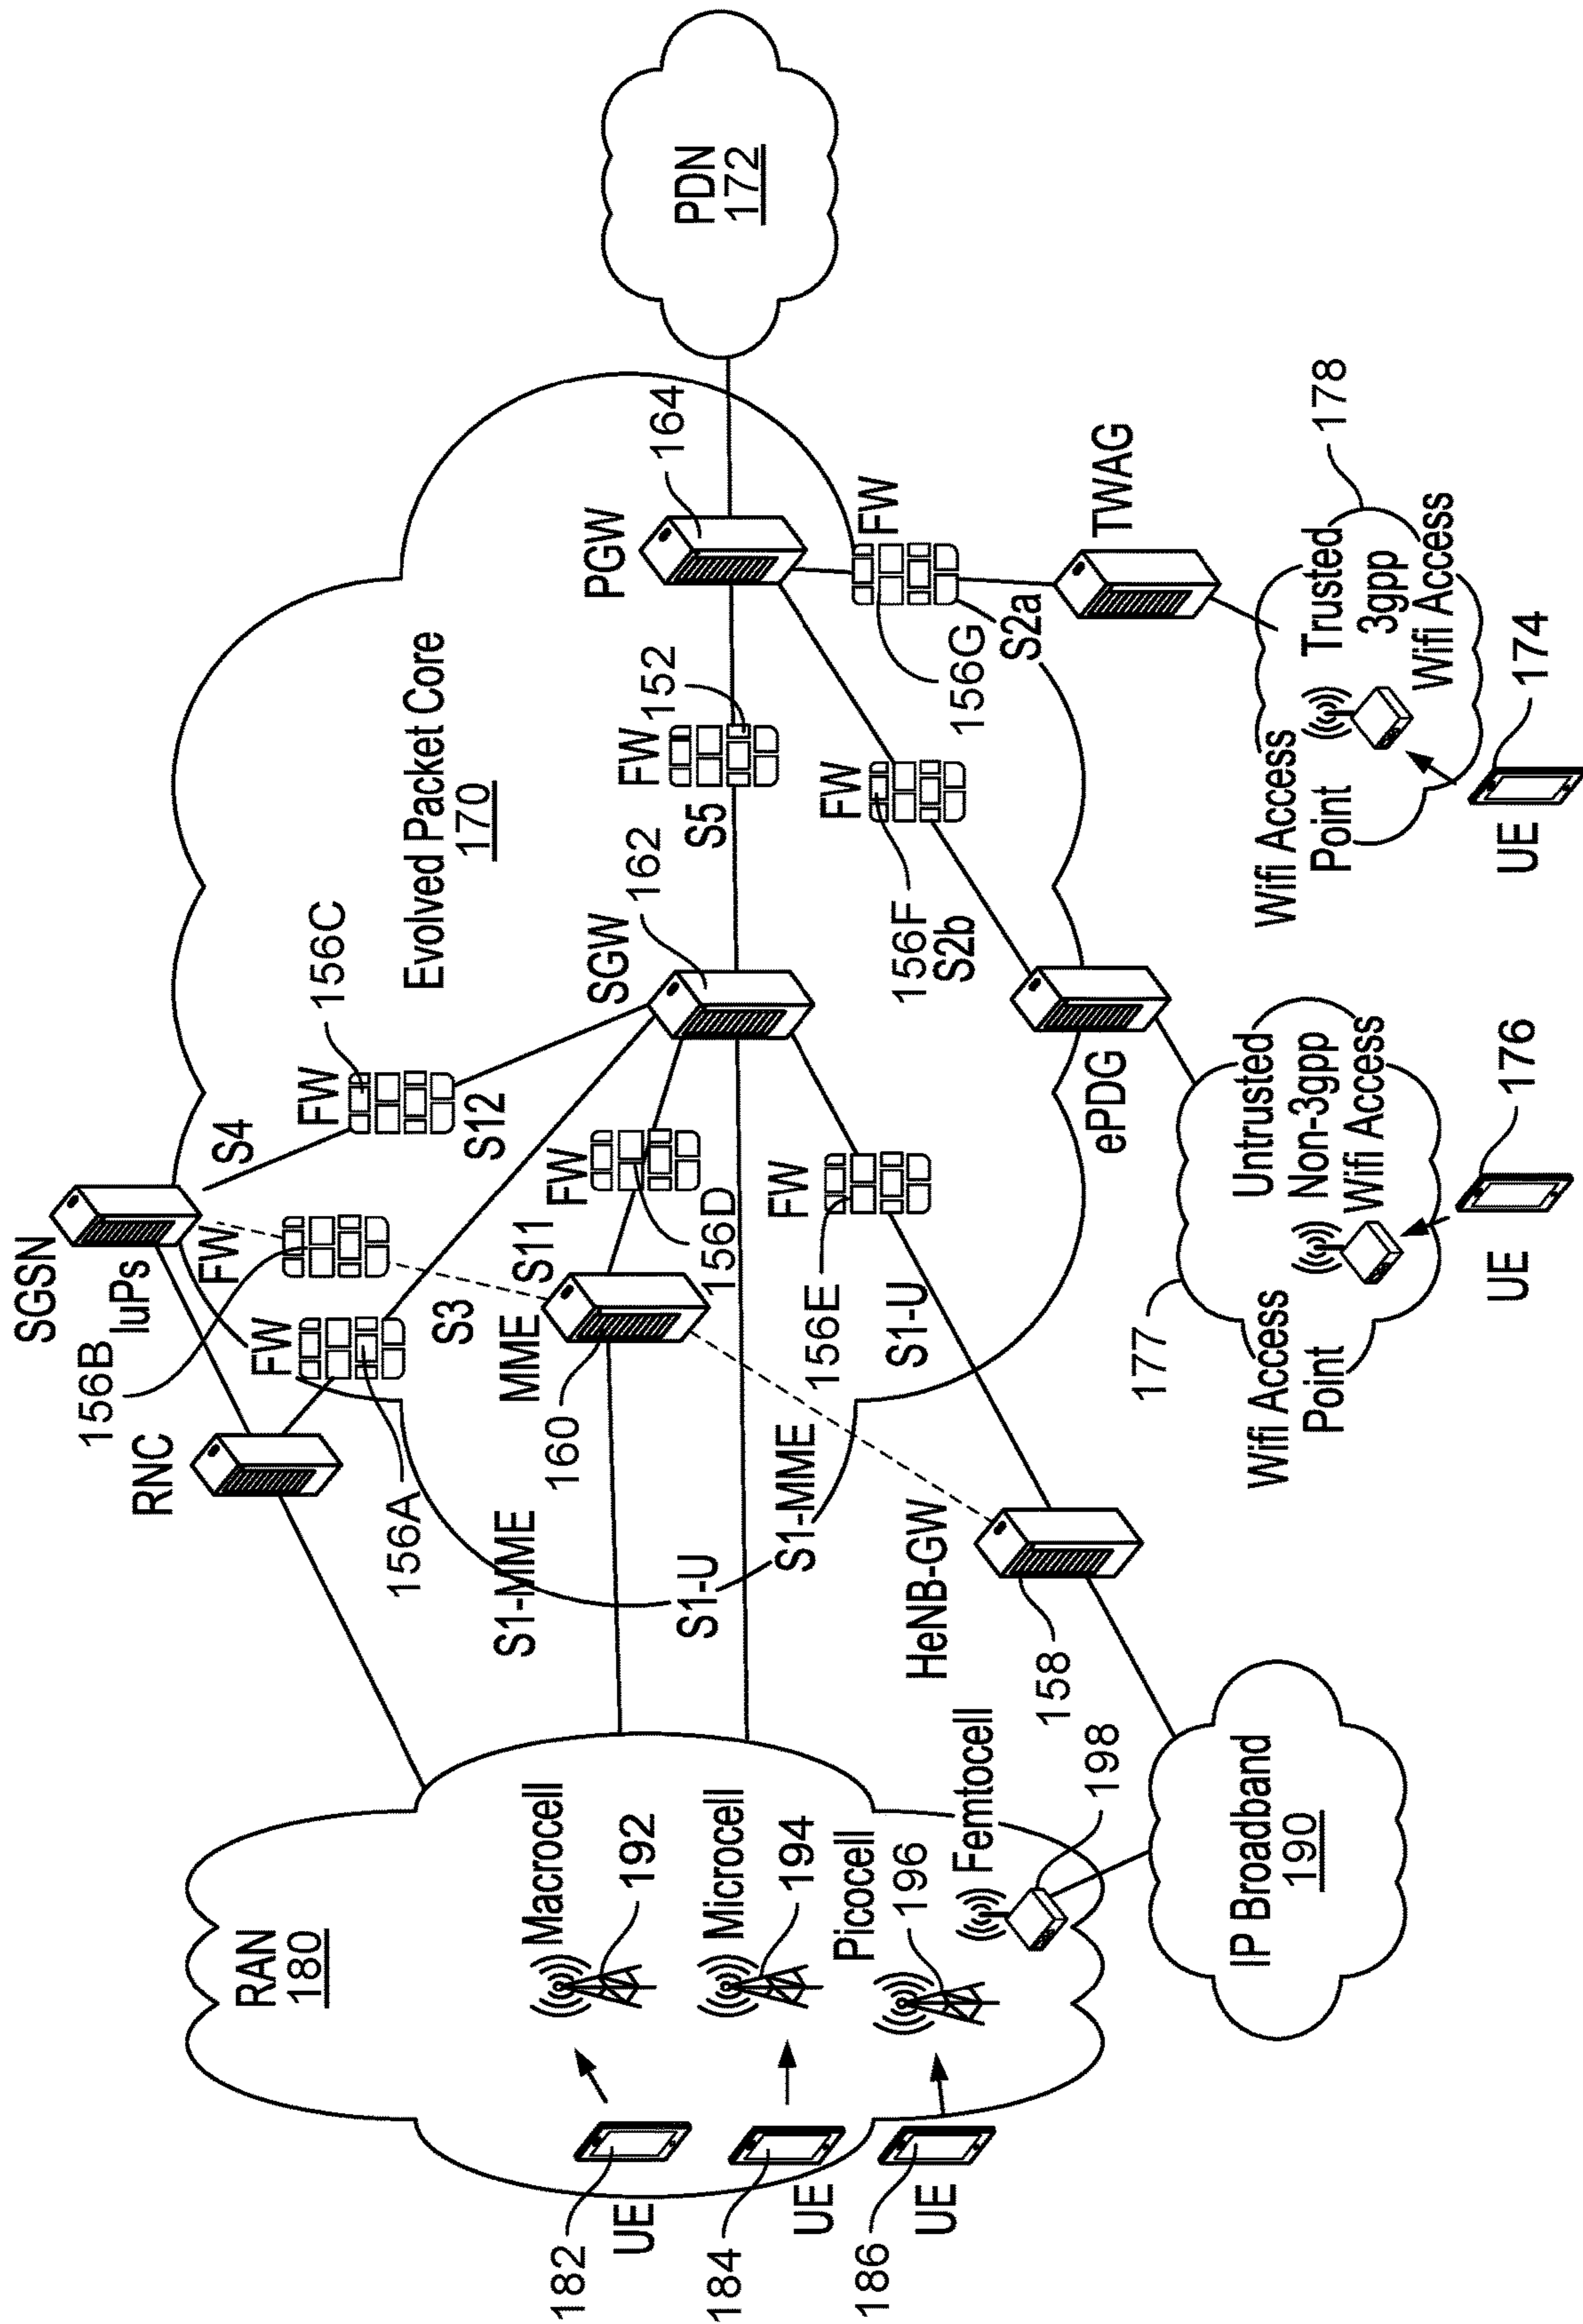 SGSN
IuPs
156B
FW
S4
FW
156C
RNC
FW
156A
S3
S12
Evolved Packet Core
170
S11
MME
160
FW
156D
SGW
162
FW
152
S5
PGW
164
PDN
172
S1-MME
S1-U
S1-MME
FW
156E
S1-U
FW
156F
S2b
FW
156G
S2a
RAN
180
Macrocell
192
Microcell
194
Picocell
196
Femtocell
198
182
UE
184
UE
186
UE
HeNB-GW
158
IP Broadband
190
ePDG
TWAG
177
Untrusted
Non-3gpp
Wifi Access
Wifi Access
Point
UE
176
178
Trusted
3gpp
Wifi Access
Wifi Access
Point
UE
174